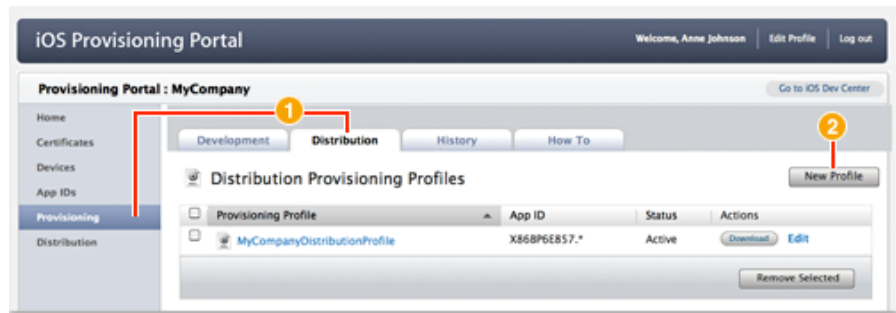 iOS Provisioning Portal
Welcome, Anne Johnson
Edit Profile
Log out
Provisioning Portal : MyCompany
Go to iOS Dev Center
Home
Certificates
Devices
App IDs
Provisioning
Distribution
1
Development
Distribution
History
How To
2
Distribution Provisioning Profiles
New Profile
Provisioning Profile
App ID
Status
Actions
MyCompanyDistributionProfile
X868P6E857.*
Active
Download
Edit
Remove Selected